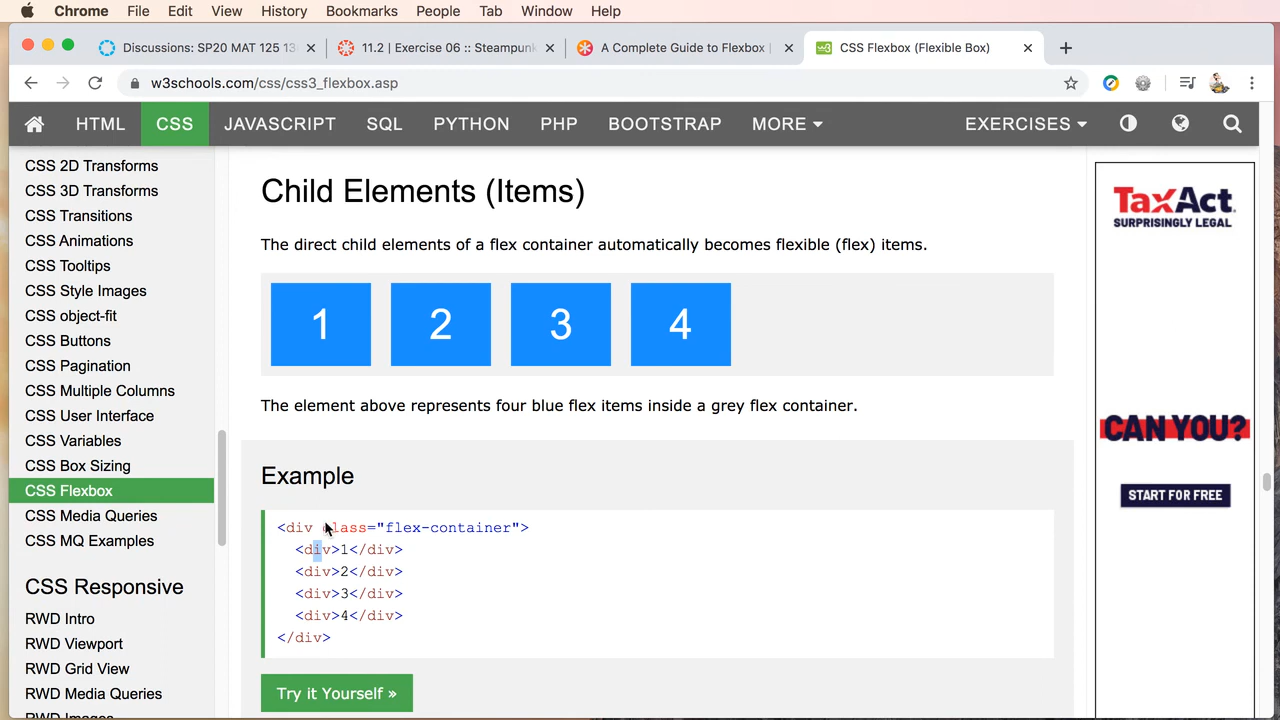 Chrome File Edit View History Bookmarks People Tab Window Help
Discussions: SP20 MAT 125 13
11.2 | Exercise 06 :: Steampunk
A Complete Guide to Flexbox |
CSS Flexbox (Flexible Box)
w3schools.com/css/css3_flexbox.asp
HTML CSS JAVASCRIPT SQL PYTHON PHP BOOTSTRAP MORE EXERCISES
CSS 2D Transforms
CSS 3D Transforms
CSS Transitions
CSS Animations
CSS Tooltips
CSS Style Images
CSS object-fit
CSS Buttons
CSS Pagination
CSS Multiple Columns
CSS User Interface
CSS Variables
CSS Box Sizing
CSS Flexbox
CSS Media Queries
CSS MQ Examples
CSS Responsive
RWD Intro
RWD Viewport
RWD Grid View
RWD Media Queries
RWD Images
Child Elements (Items)
The direct child elements of a flex container automatically becomes flexible (flex) items.
1 2 3 4
The element above represents four blue flex items inside a grey flex container.
Example
<div class="flex-container">
<div>1</div>
<div>2</div>
<div>3</div>
<div>4</div>
</div>
Try it Yourself »
TaxAct.
SURPRISINGLY LEGAL
CAN YOU?
START FOR FREE